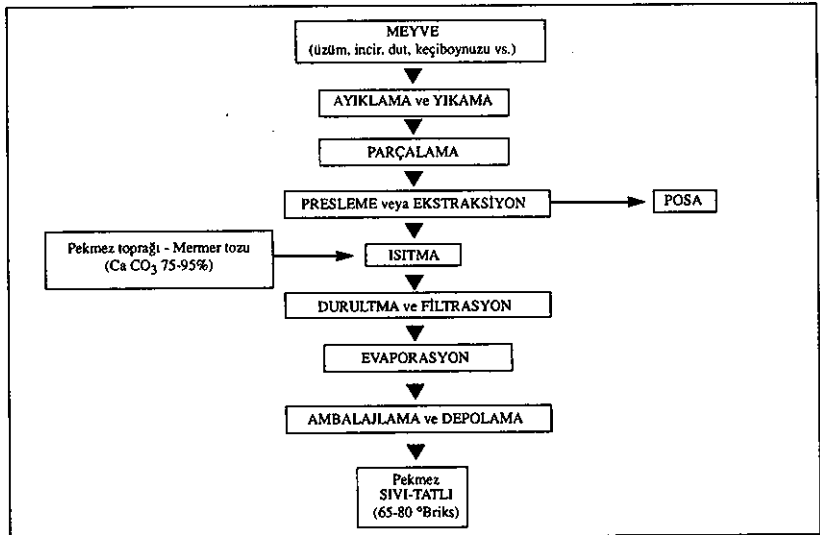 MEYVE
(üzüm, incir, dut, keçiboynuzu vs.)
AYIKLAMA ve YIKAMA
PARÇALAMA
PRESLEME veya EKSTRAKSİYON
POSA
Pekmez toprağı - Mermer tozu
(Ca CO3 75-95%)
ISITMA
DURULTMA ve FİLTRASYON
EVAPORASYON
AMBALAJLAMA ve DEPOLAMA
Pekmez
SIVI-TATLI
(65-80 °Briks)